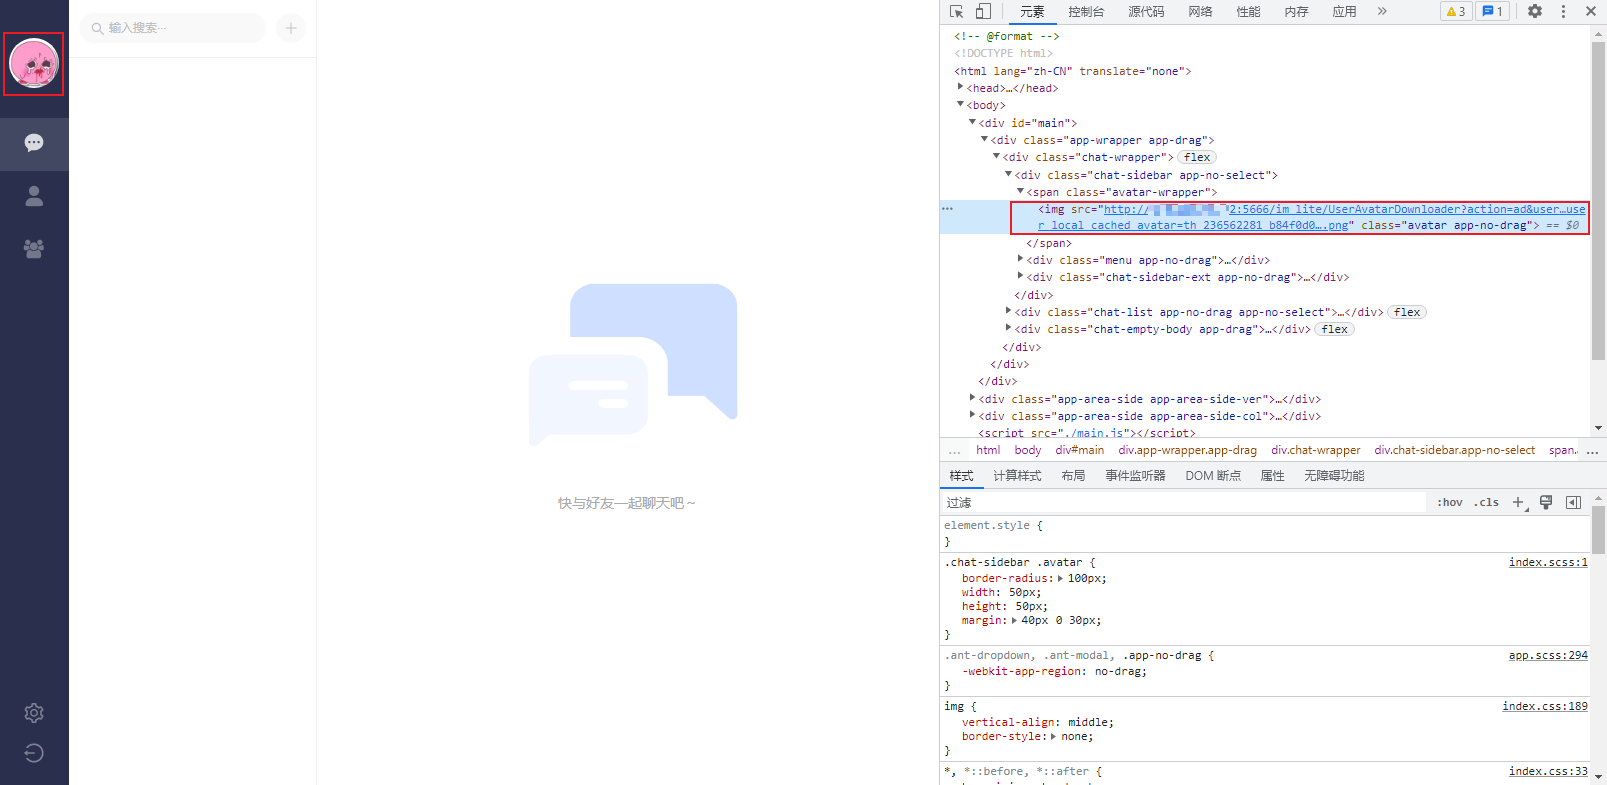 输入搜索···
快与好友一起聊天吧～
元素 控制台 源代码 网络 性能 内存 应用 » 3 1
<!-- @format -->
<!DOCTYPE html>
<html lang="zh-CN" translate="none">
<head>…</head>
<body>
<div id="main">
<div class="app-wrapper app-drag">
<div class="chat-wrapper"> flex
<div class="chat-sidebar app-no-select">
<span class="avatar-wrapper">
<img src="http://2:5666/im_lite/UserAvatarDownloader?action=ad&user…use
r_local_cached_avatar=th_236562281_b84f0d0….png" class="avatar app-no-drag"> == $0
</span>
<div class="menu app-no-drag">…</div>
<div class="chat-sidebar-ext app-no-drag">…</div>
</div>
<div class="chat-list app-no-drag app-no-select">…</div> flex
<div class="chat-empty-body app-drag">…</div> flex
</div>
</div>
</div>
<div class="app-area-side app-area-side-ver">…</div>
<div class="app-area-side app-area-side-col">…</div>
<script src="./main.js"></script>
... html body div#main div.app-wrapper.app-drag div.chat-wrapper div.chat-sidebar.app-no-select span. ...
样式 计算样式 布局 事件监听器 DOM 断点 属性 无障碍功能
过滤 :hov .cls +
element.style {
}
.chat-sidebar .avatar { index.scss:1
border-radius: 100px;
width: 50px;
height: 50px;
margin: 40px 0 30px;
}
.ant-dropdown, .ant-modal, .app-no-drag { app.scss:294
-webkit-app-region: no-drag;
}
img { index.css:189
vertical-align: middle;
border-style: none;
}
*, *::before, *::after { index.css:33